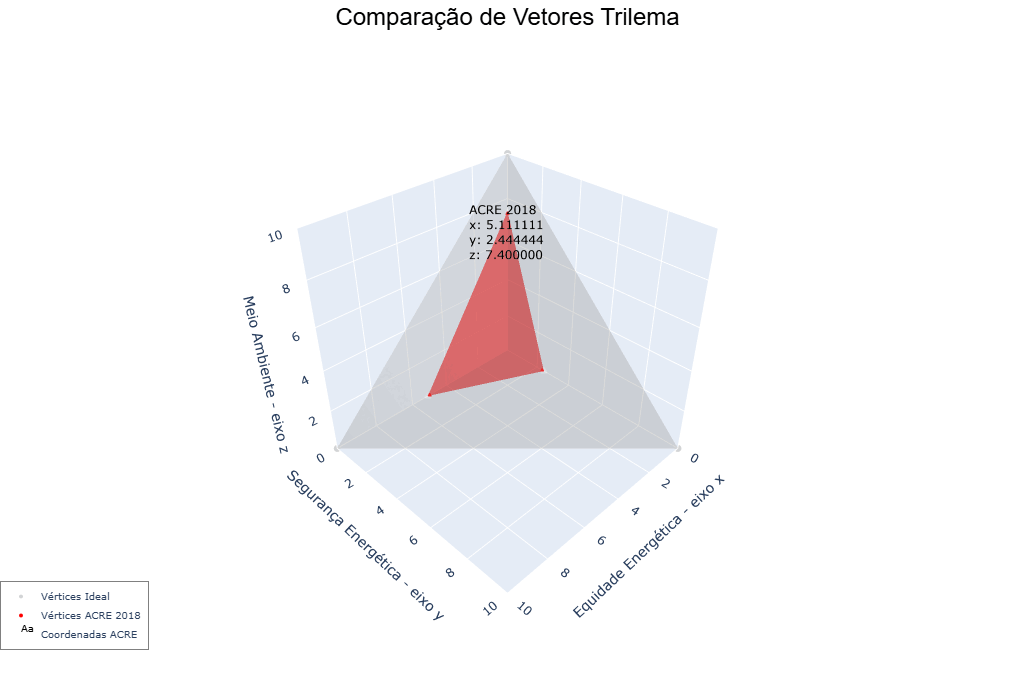 Comparação de Vetores Trilema
ACRE 2018
x: 5.111111
y: 2.444444
z: 7.400000
10
8
6
4
2
Meio Ambiente - eixo z
0
2
4
6
8
10
Segurança Energética - eixo y
0
2
4
6
8
10
Equidade Energética - eixo x
Vértices Ideal
Vértices ACRE 2018
Aa Coordenadas ACRE